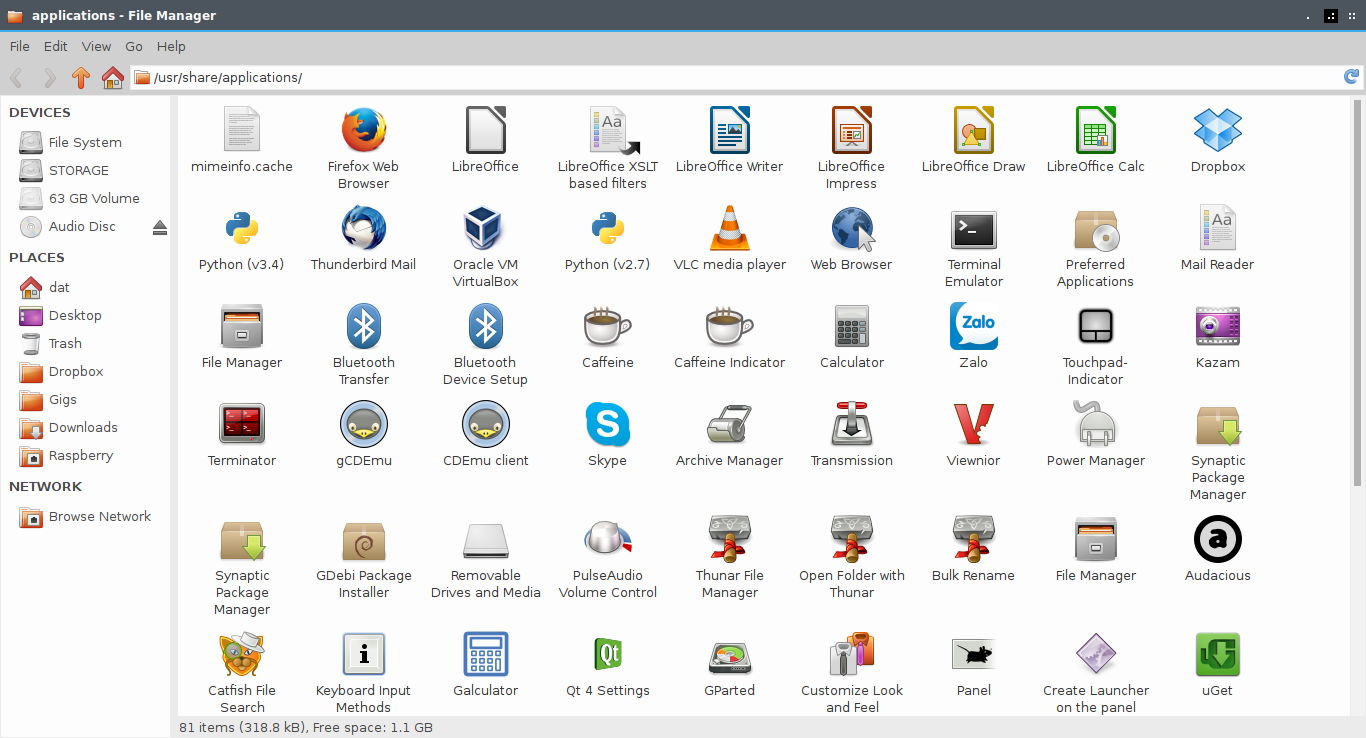 applications - File Manager
File Edit View Go Help
/usr/share/applications/
DEVICES
File System
STORAGE
63 GB Volume
Audio Disc
PLACES
dat
Desktop
Trash
Dropbox
Gigs
Downloads
Raspberry
NETWORK
Browse Network
mimeinfo.cache
Firefox Web
Browser
LibreOffice
Aa
LibreOffice XSLT
based filters
LibreOffice Writer
LibreOffice
Impress
LibreOffice Draw
LibreOffice Calc
Dropbox
Python (v3.4)
Thunderbird Mail
Oracle VM
VirtualBox
Python (v2.7)
VLC media player
Web Browser
>_
Terminal
Emulator
Preferred
Applications
Aa
Mail Reader
File Manager
Bluetooth
Transfer
Bluetooth
Device Setup
Caffeine
Caffeine Indicator
Calculator
Zalo
Zalo
Touchpad-
Indicator
Kazam
Terminator
gCDEmu
CDEmu client
S
Skype
Archive Manager
Transmission
Viewnior
Power Manager
Synaptic
Package
Manager
Synaptic
Package
Manager
GDebi Package
Installer
Removable
Drives and Media
PulseAudio
Volume Control
Thunar File
Manager
Open Folder with
Thunar
Bulk Rename
File Manager
a
Audacious
Catfish File
Search
i
Keyboard Input
Methods
Galculator
Qt
Qt 4 Settings
GParted
Customize Look
and Feel
Panel
Create Launcher
on the panel
uGet
81 items (318.8 kB), Free space: 1.1 GB